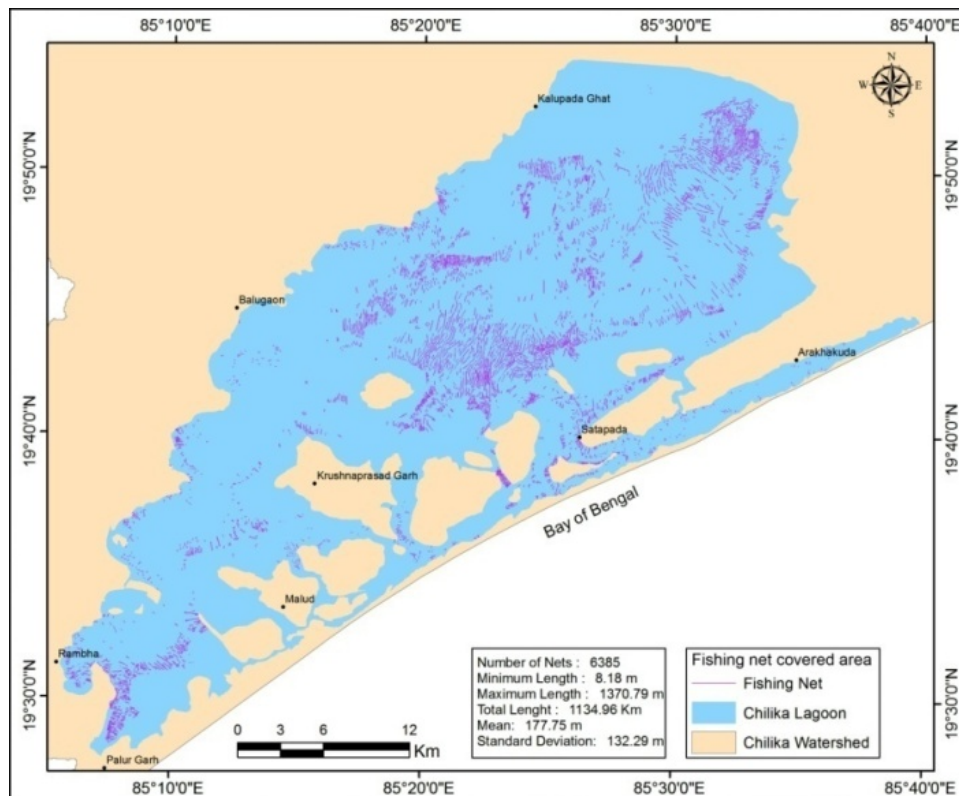 85°10'0"E 85°20'0"E 85°30'0"E 85°40'0"E
N
W E
S
Kalupada Ghat
19°50'0"N 19°50'0"N
Balugaon
Arakhakuda
19°40'0"N 19°40'0"N
Satapada
Krushnaprasad Garh
Bay of Bengal
Malud
Rambha
19°30'0"N 19°30'0"N
Number of Nets : 6385
Minimum Length : 8.18 m
Maximum Length : 1370.79 m
Total Lenght : 1134.96 Km
Mean: 177.75 m
Standard Deviation: 132.29 m
Fishing net covered area
Fishing Net
Chilika Lagoon
Chilika Watershed
0 3 6 12
Km
Palur Garh
85°10'0"E 85°20'0"E 85°30'0"E 85°40'0"E